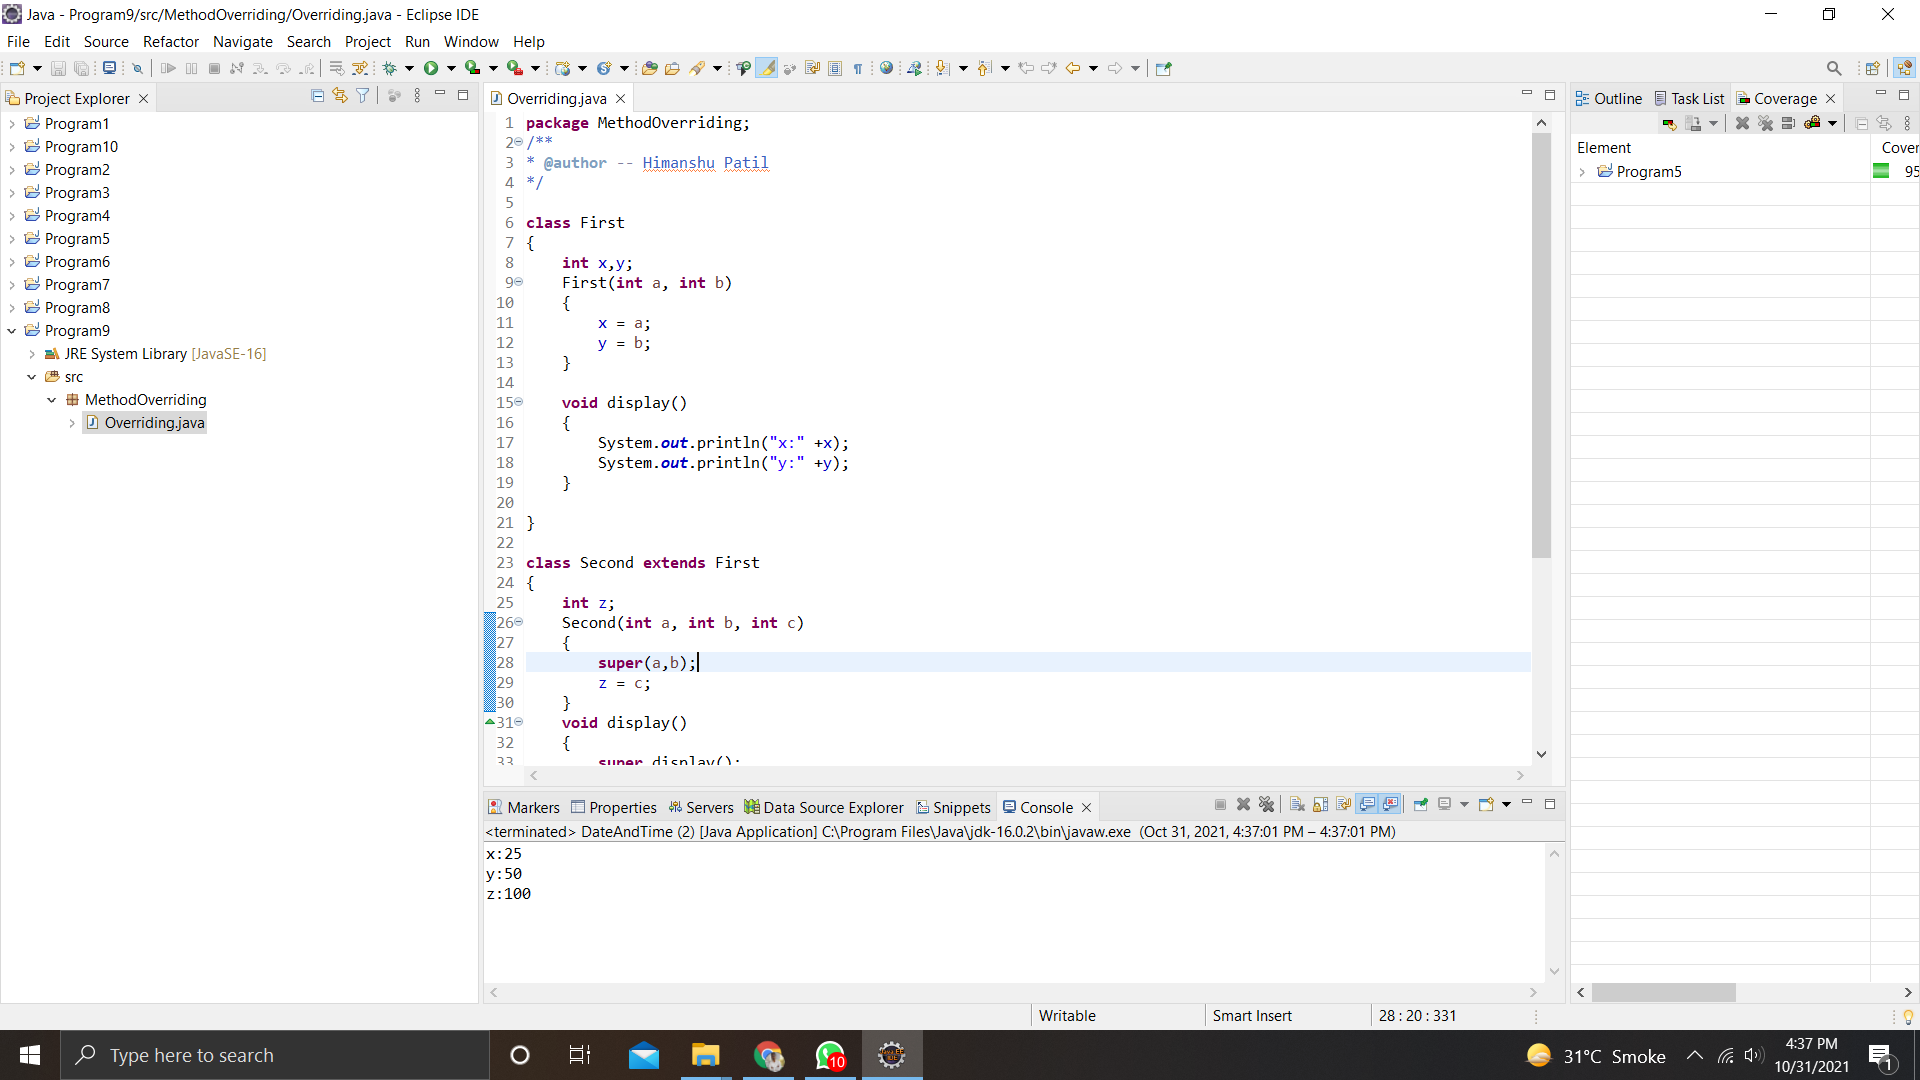 Java - Program9/src/MethodOverriding/Overriding.java - Eclipse IDE
File Edit Source Refactor Navigate Search Project Run Window Help
Project Explorer
Program1
Program10
Program2
Program3
Program4
Program5
Program6
Program7
Program8
Program9
JRE System Library [JavaSE-16]
src
MethodOverriding
Overriding.java
Overriding.java
1 package MethodOverriding;
2 /**
3 * @author -- Himanshu Patil
4 */
5
6 class First
7 {
8 int x,y;
9 First(int a, int b)
10 {
11 x = a;
12 y = b;
13 }
14
15 void display()
16 {
17 System.out.println("x:" +x);
18 System.out.println("y:" +y);
19 }
20
21 }
22
23 class Second extends First
24 {
25 int z;
26 Second(int a, int b, int c)
27 {
28 super(a,b);
29 z = c;
30 }
31 void display()
32 {
33 super.display();
Outline Task List Coverage
Element Cover
Program5 95
Markers Properties Servers Data Source Explorer Snippets Console
<terminated> DateAndTime (2) [Java Application] C:\Program Files\Java\jdk-16.0.2\bin\javaw.exe (Oct 31, 2021, 4:37:01 PM – 4:37:01 PM)
x:25
y:50
z:100
Writable Smart Insert 28 : 20 : 331
Type here to search
10
31°C Smoke
4:37 PM
10/31/2021
1